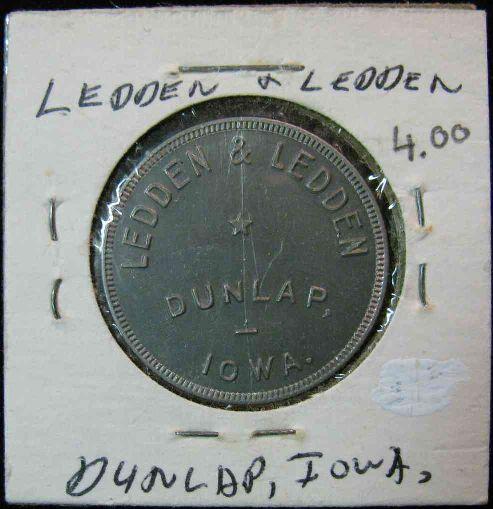 LEDDEN & LEDDEN
4.00
LEDDEN & LEDDEN
DUNLAP,
IOWA.
DUNLAP, IOWA,